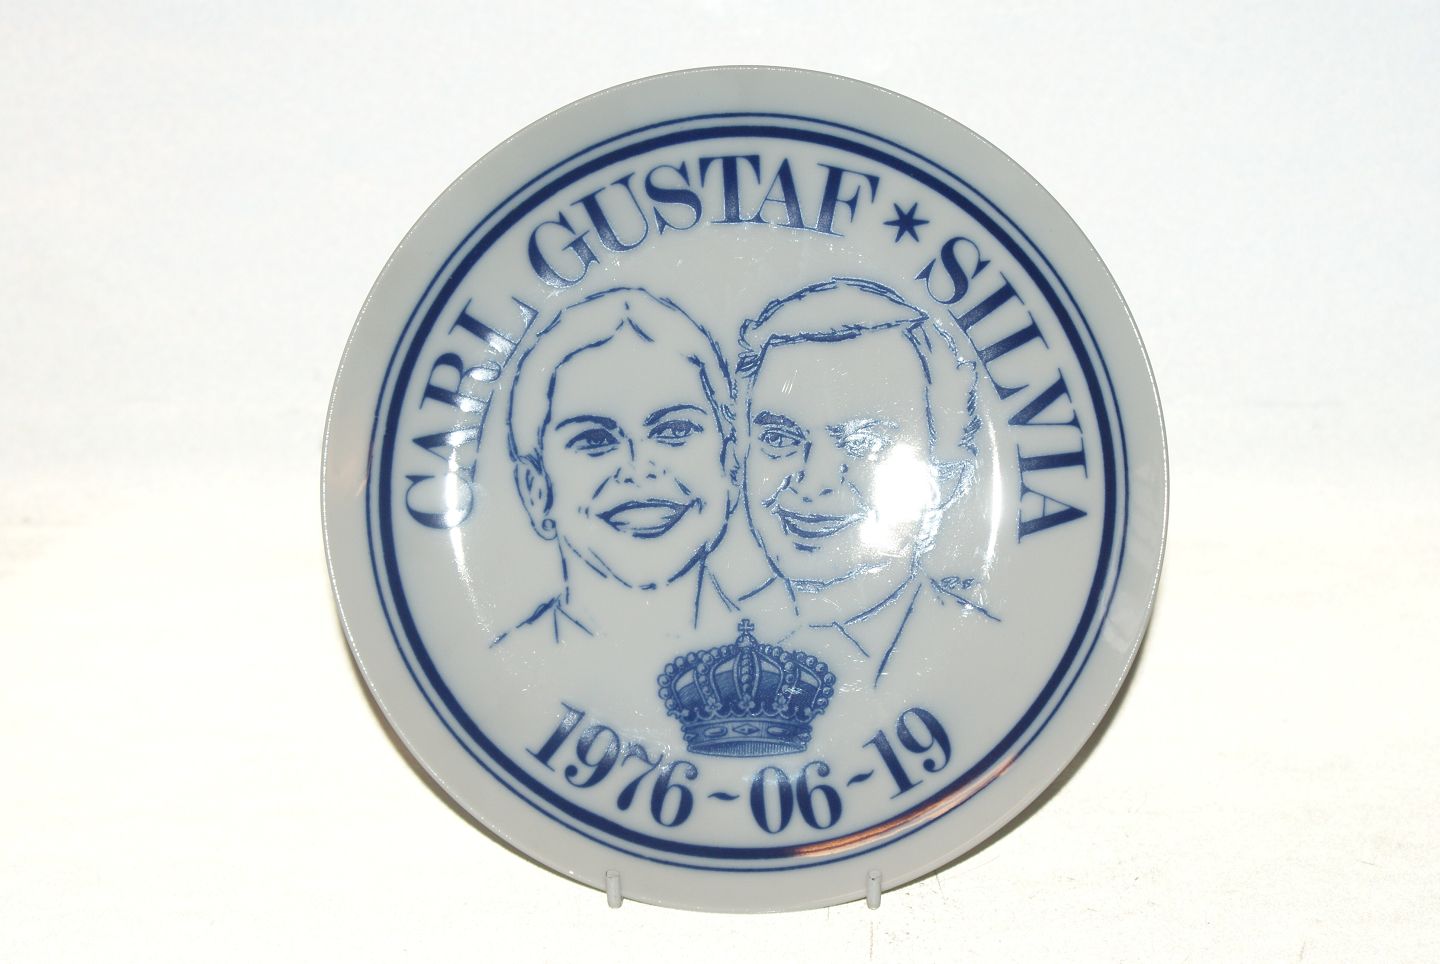 CARL GUSTAF * SILVIA
1976-06-19